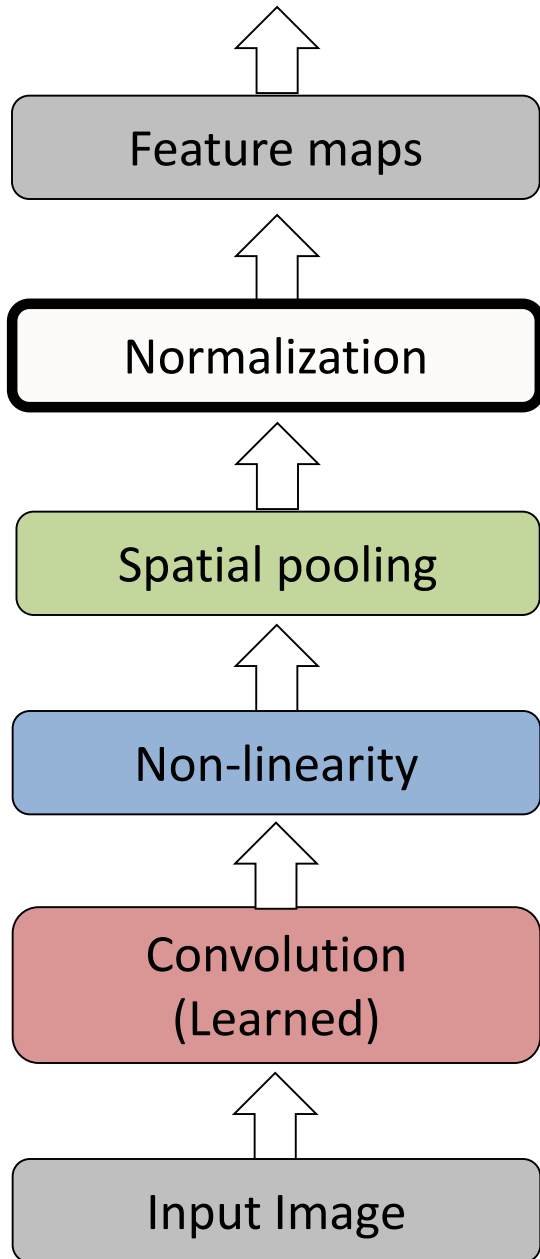 Feature maps
Normalization
Spatial pooling
Non-linearity
Convolution
(Learned)
Input Image